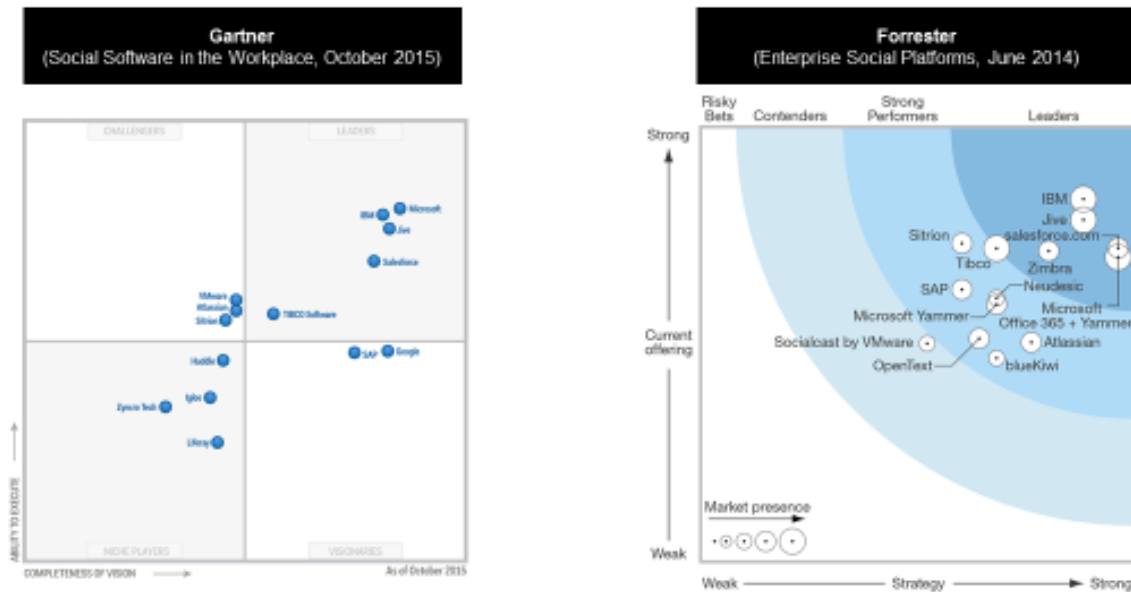 Gartner
(Social Software in the Workplace, October 2015)
CHALLENGERS
LEADERS
IBM
Microsoft
Jive
Salesforce
VMware
Atlassian
Sitrion
TIBCO Software
Huddle
SAP
Google
Igloo
Zyncro Tech
Liferay
NICHE PLAYERS
VISIONARIES
ABILITY TO EXECUTE
COMPLETENESS OF VISION
As of October 2015
Forrester
(Enterprise Social Platforms, June 2014)
Risky
Bets
Contenders
Strong
Performers
Leaders
Strong
IBM
Jive
Sitrion
salesforce.com
Tibco
Zimbra
SAP
Neudesic
Microsoft Yammer
Microsoft
Office 365 + Yammer
Current
offering
Socialcast by VMware
Atlassian
OpenText
blueKiwi
Market presence
Weak
Weak
Strategy
Strong